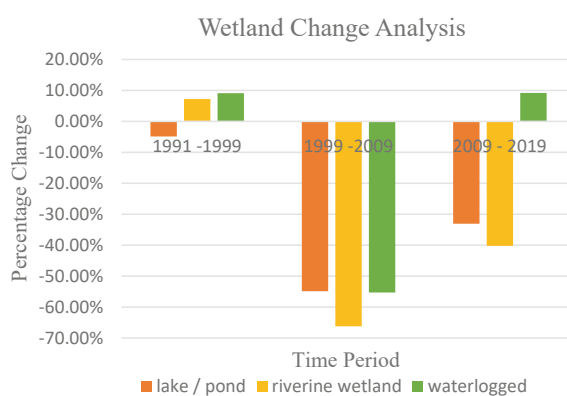 Wetland Change Analysis
20.00%
10.00%
0.00%
-10.00%
-20.00%
-30.00%
-40.00%
-50.00%
-60.00%
-70.00%
Percentage Change
1991 -1999 1999 -2009 2009 - 2019
Time Period
lake / pond riverine wetland waterlogged